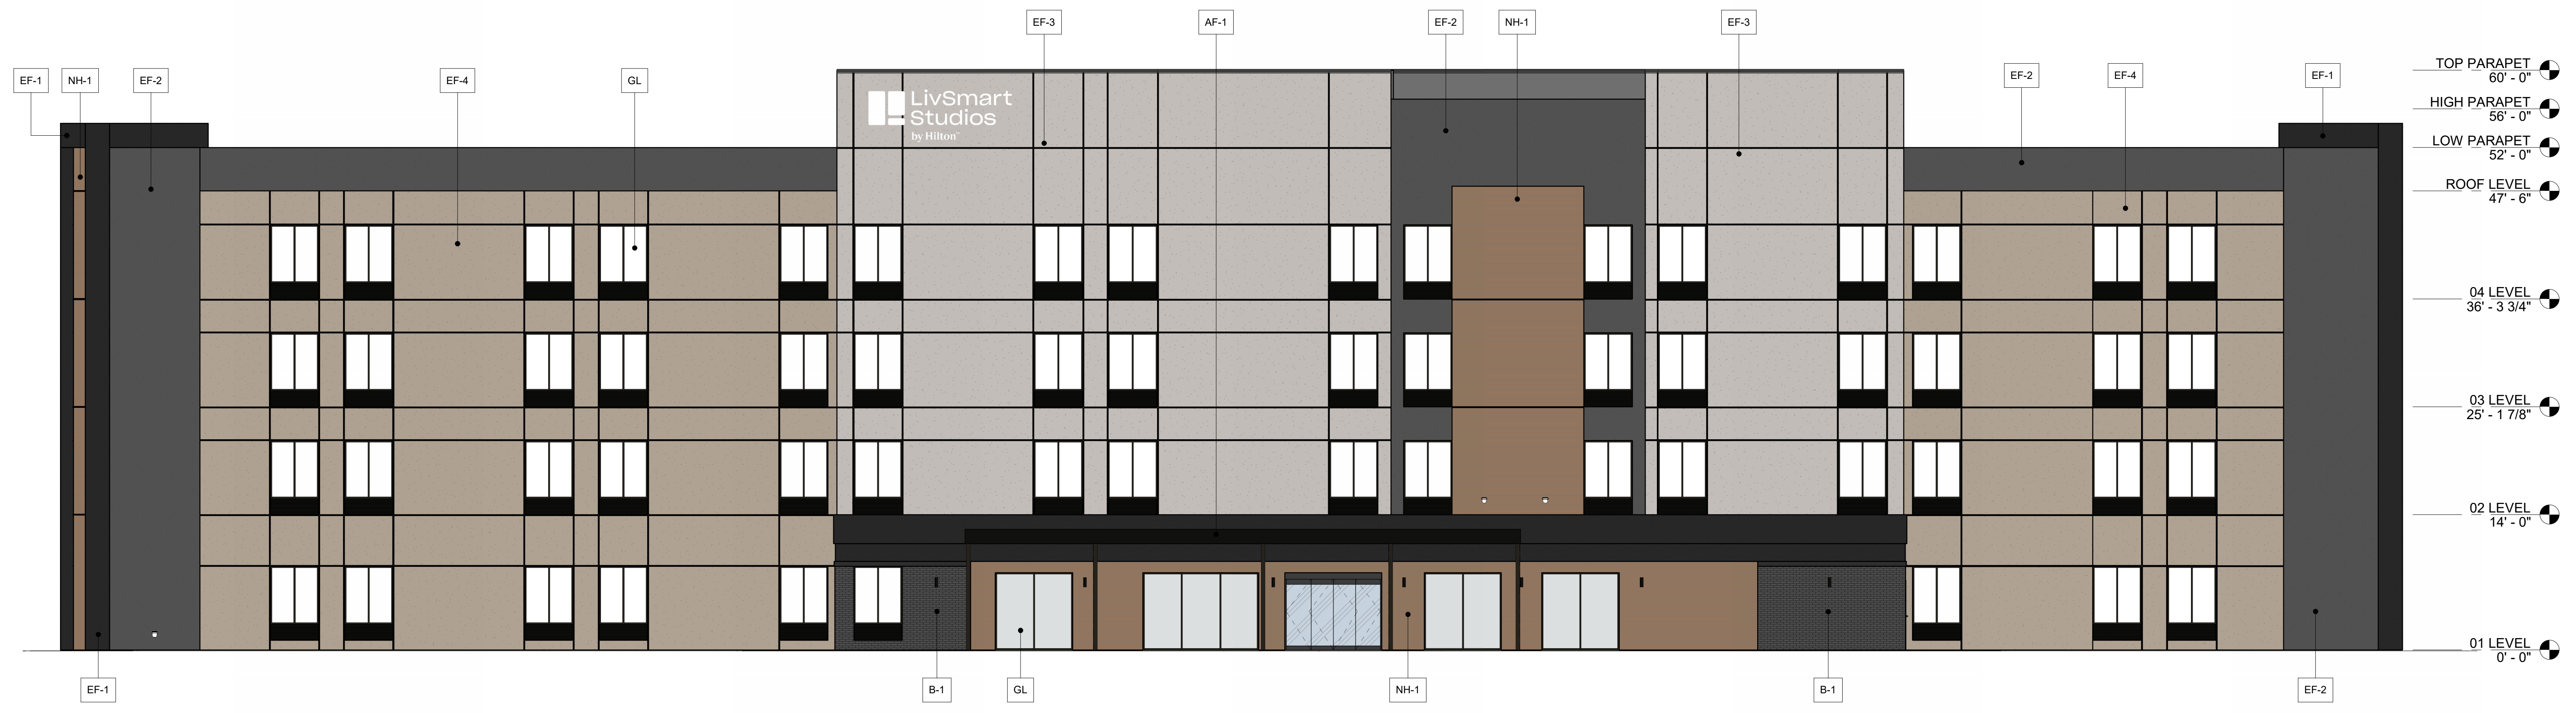 EF-3
AF-1
EF-2
NH-1
EF-3
EF-1
NH-1
EF-2
EF-4
GL
EF-2
EF-4
EF-1
LivSmart
Studios
by Hilton™
TOP PARAPET
60' - 0"
HIGH PARAPET
56' - 0"
LOW PARAPET
52' - 0"
ROOF LEVEL
47' - 6"
04 LEVEL
36' - 3 3/4"
03 LEVEL
25' - 1 7/8"
02 LEVEL
14' - 0"
01 LEVEL
0' - 0"
EF-1
B-1
GL
NH-1
B-1
EF-2